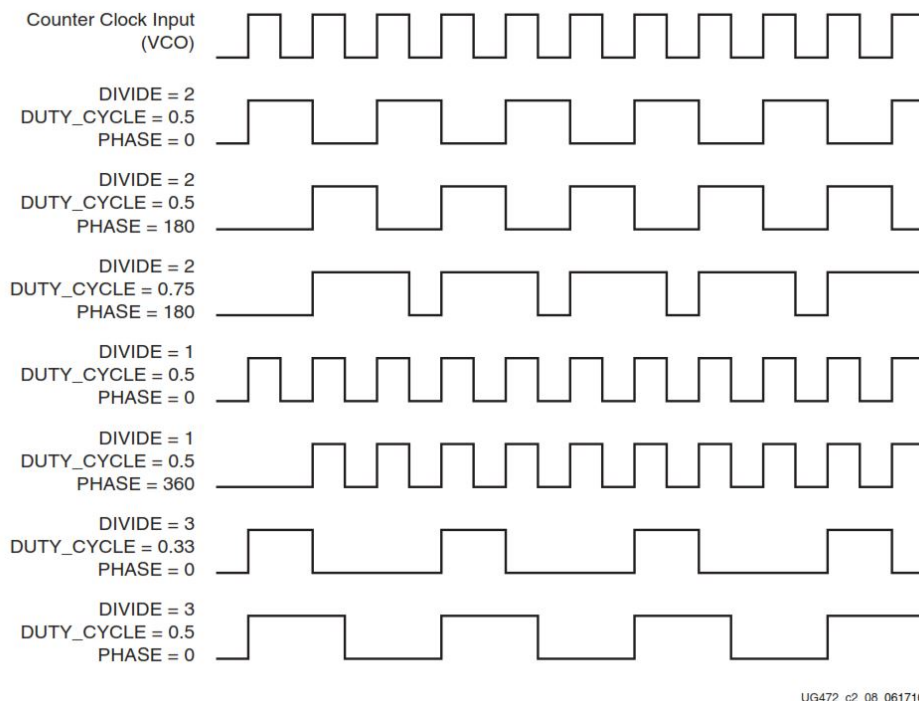 Counter Clock Input
(VCO)
DIVIDE = 2
DUTY_CYCLE = 0.5
PHASE = 0
DIVIDE = 2
DUTY_CYCLE = 0.5
PHASE = 180
DIVIDE = 2
DUTY_CYCLE = 0.75
PHASE = 180
DIVIDE = 1
DUTY_CYCLE = 0.5
PHASE = 0
DIVIDE = 1
DUTY_CYCLE = 0.5
PHASE = 360
DIVIDE = 3
DUTY_CYCLE = 0.33
PHASE = 0
DIVIDE = 3
DUTY_CYCLE = 0.5
PHASE = 0
UG472_c2_08_061710